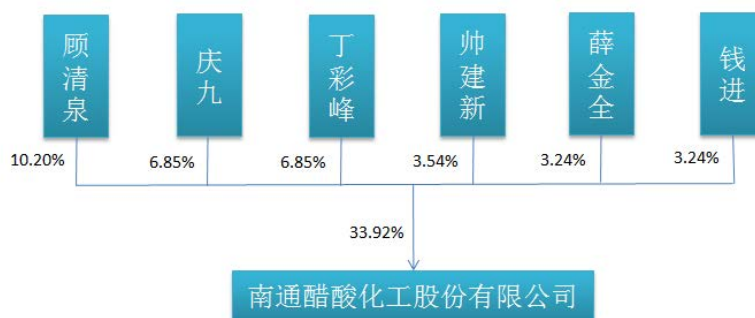 顾清泉
庆九
丁彩峰
帅建新
薛金全
钱进
10.20%
6.85%
6.85%
3.54%
3.24%
3.24%
33.92%
南通醋酸化工股份有限公司